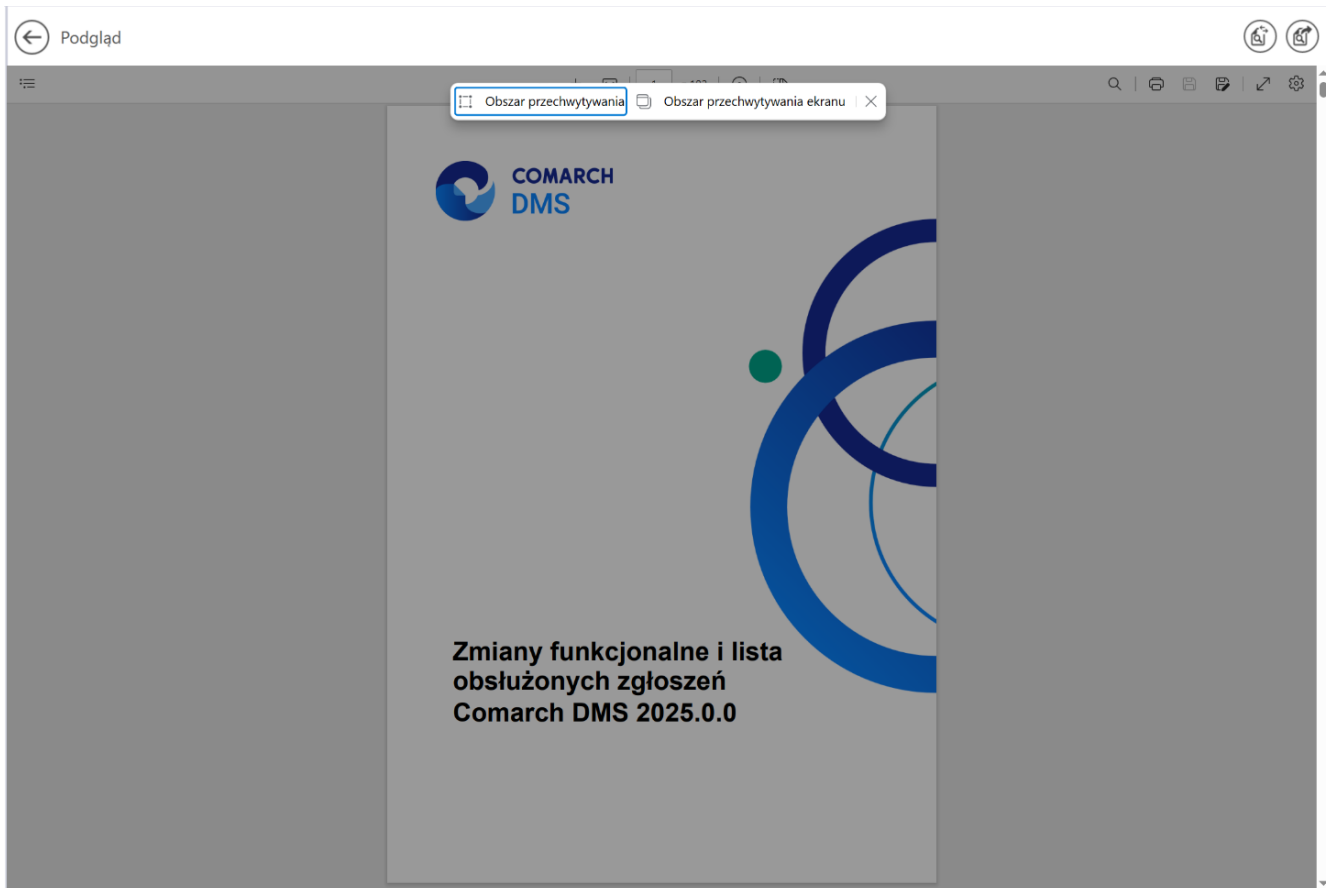 Podgląd
Obszar przechwytywania
Obszar przechwytywania ekranu
COMARCH
DMS
Zmiany funkcjonalne i lista
obsłużonych zgłoszeń
Comarch DMS 2025.0.0